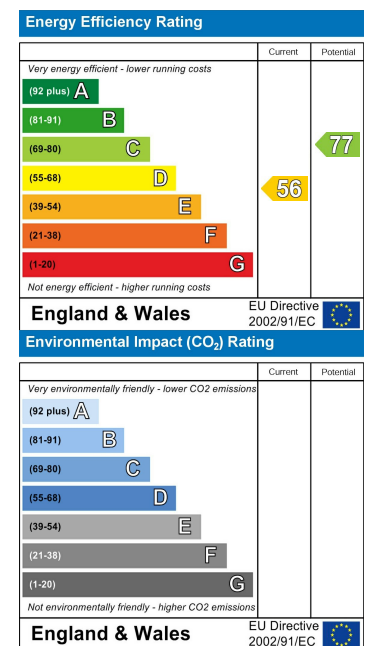 Energy Efficiency Rating
Current Potential
Very energy efficient - lower running costs
(92 plus) A
(81-91) B
(69-80) C
77
(55-68) D
56
(39-54) E
(21-38) F
(1-20) G
Not energy efficient - higher running costs
England & Wales
EU Directive
2002/91/EC
Environmental Impact (CO₂) Rating
Current Potential
Very environmentally friendly - lower CO2 emissions
(92 plus) A
(81-91) B
(69-80) C
(55-68) D
(39-54) E
(21-38) F
(1-20) G
Not environmentally friendly - higher CO2 emissions
England & Wales
EU Directive
2002/91/EC